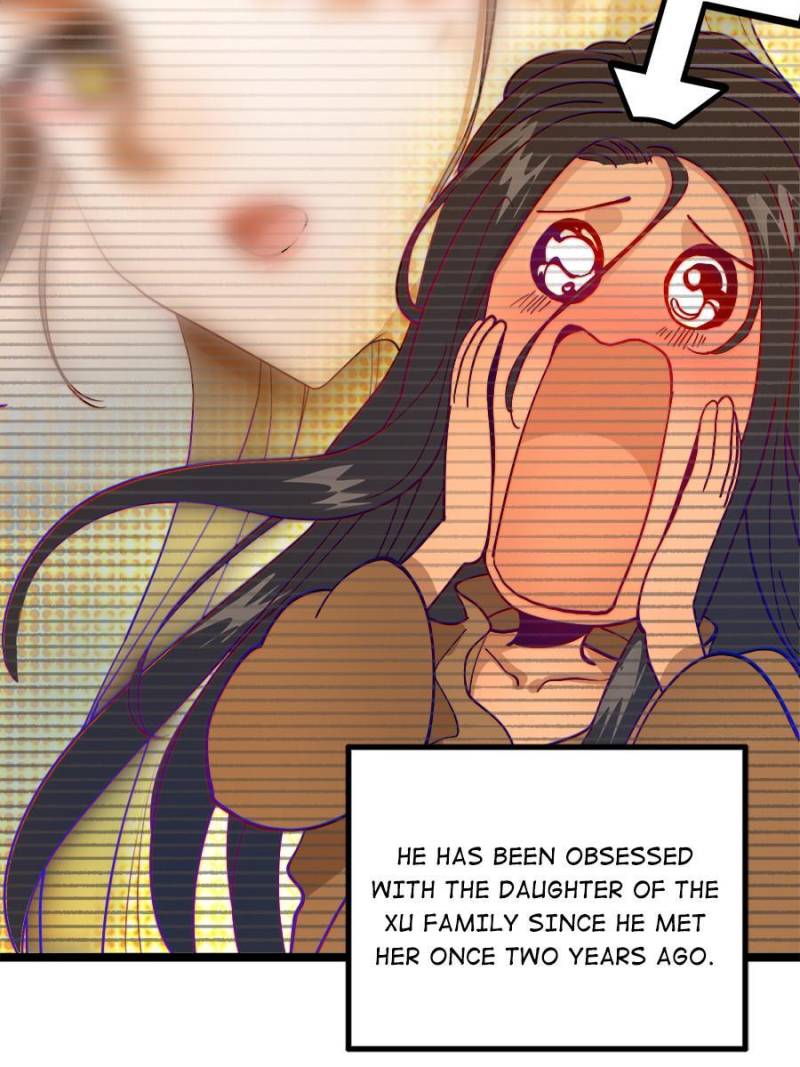 HE HAS BEEN OBSESSED
WITH THE DAUGHTER OF THE
XU FAMILY SINCE HE MET
HER ONCE TWO YEARS AGO.